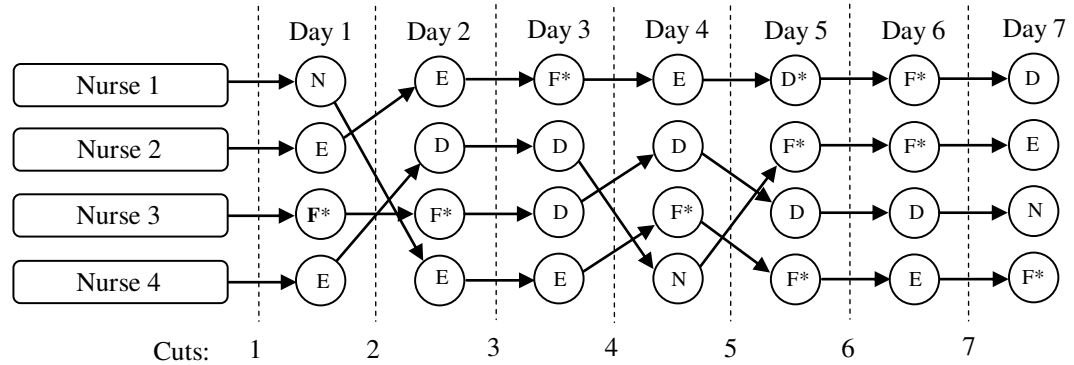 Day 1 Day 2 Day 3 Day 4 Day 5 Day 6 Day 7
Nurse 1 N E F* E D* F* D
Nurse 2 E D D D F* F* E
Nurse 3 F* F* D F* D D N
Nurse 4 E E E N F* E F*
Cuts: 1 2 3 4 5 6 7